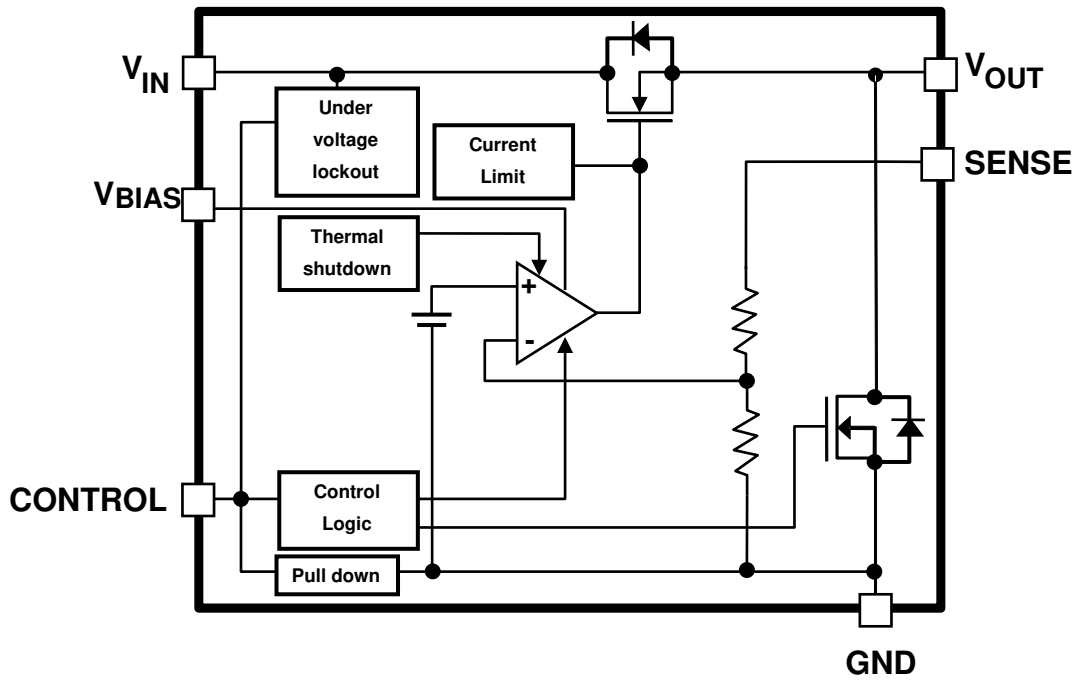 VIN
VOUT
Under
voltage
lockout
Current
Limit
SENSE
VBIAS
Thermal
shutdown
+
-
CONTROL
Control
Logic
Pull down
GND